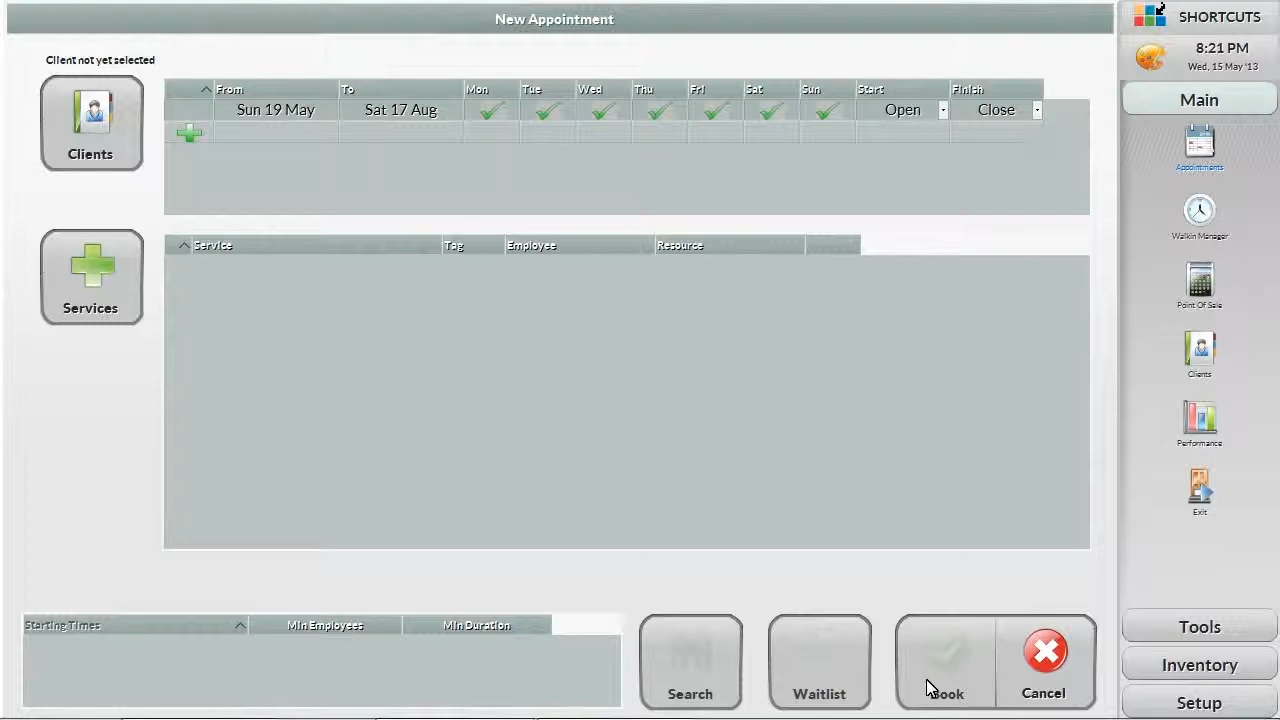 New Appointment
SHORTCUTS
8:21 PM
Wed, 15 May '13
Client not yet selected
Clients
From To Mon Tue Wed Thu Fri Sat Sun Start Finish
Sun 19 May Sat 17 Aug Open Close
Services
Service Tag Employee Resource
Starting Times Min Employees Min Duration
Search
Waitlist
Book
Cancel
Main
Appointments
Walkin Manager
Point Of Sale
Clients
Performance
Exit
Tools
Inventory
Setup